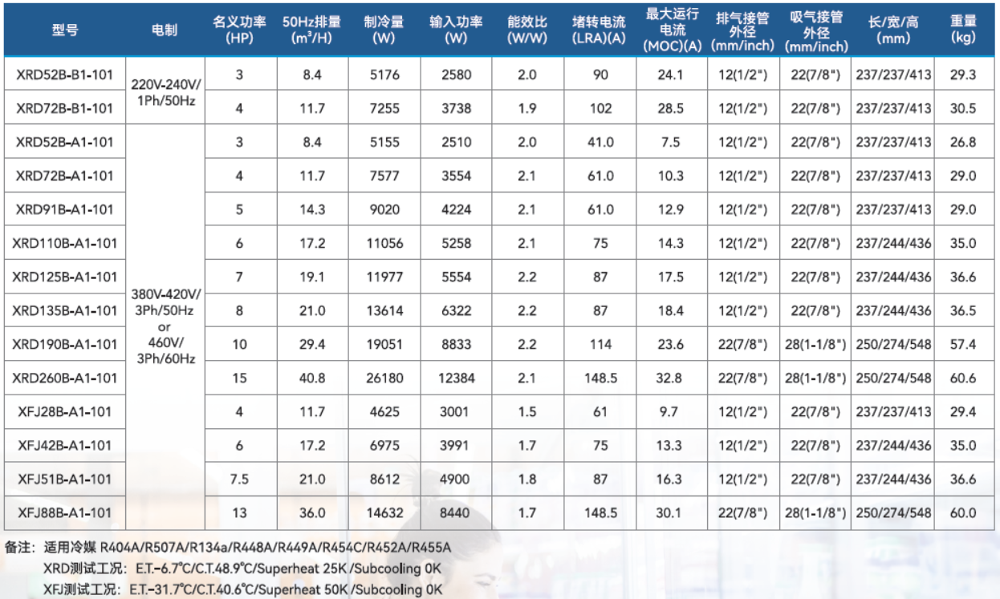 型号 电制 名义功率(HP) 50Hz排量(m³/H) 制冷量(W) 输入功率(W) 能效比(W/W) 堵转电流(LRA)(A) 最大运行电流(MOC)(A) 排气接管外径(mm/inch) 吸气接管外径(mm/inch) 长/宽/高(mm) 重量(kg)
XRD52B-B1-101 220V-240V/1Ph/50Hz 3 8.4 5176 2580 2.0 90 24.1 12(1/2") 22(7/8") 237/237/413 29.3
XRD72B-B1-101 4 11.7 7255 3738 1.9 102 28.5 12(1/2") 22(7/8") 237/237/413 30.5
XRD52B-A1-101 380V-420V/3Ph/50Hz or 460V/3Ph/60Hz 3 8.4 5155 2510 2.0 41.0 7.5 12(1/2") 22(7/8") 237/237/413 26.8
XRD72B-A1-101 4 11.7 7577 3554 2.1 61.0 10.3 12(1/2") 22(7/8") 237/237/413 29.0
XRD91B-A1-101 5 14.3 9020 4224 2.1 61.0 12.9 12(1/2") 22(7/8") 237/237/413 29.0
XRD110B-A1-101 6 17.2 11056 5258 2.1 75 14.3 12(1/2") 22(7/8") 237/244/436 35.0
XRD125B-A1-101 7 19.1 11977 5554 2.2 87 17.5 12(1/2") 22(7/8") 237/244/436 36.6
XRD135B-A1-101 8 21.0 13614 6322 2.2 87 18.4 12(1/2") 22(7/8") 237/244/436 36.5
XRD190B-A1-101 10 29.4 19051 8833 2.2 114 23.6 22(7/8") 28(1-1/8") 250/274/548 57.4
XRD260B-A1-101 15 40.8 26180 12384 2.1 148.5 32.8 22(7/8") 28(1-1/8") 250/274/548 60.6
XFJ28B-A1-101 4 11.7 4625 3001 1.5 61 9.7 12(1/2") 22(7/8") 237/237/413 29.4
XFJ42B-A1-101 6 17.2 6975 3991 1.7 75 13.3 12(1/2") 22(7/8") 237/244/436 35.0
XFJ51B-A1-101 7.5 21.0 8612 4900 1.8 87 16.3 12(1/2") 22(7/8") 237/244/436 36.6
XFJ88B-A1-101 13 36.0 14632 8440 1.7 148.5 30.1 22(7/8") 28(1-1/8") 250/274/548 60.0
备注：适用冷媒 R404A/R507A/R134a/R448A/R449A/R454C/R452A/R455A
XRD测试工况：E.T.-6.7℃/C.T.48.9℃/Superheat 25K /Subcooling 0K
XFJ测试工况：E.T.-31.7℃/C.T.40.6℃/Superheat 50K /Subcooling 0K